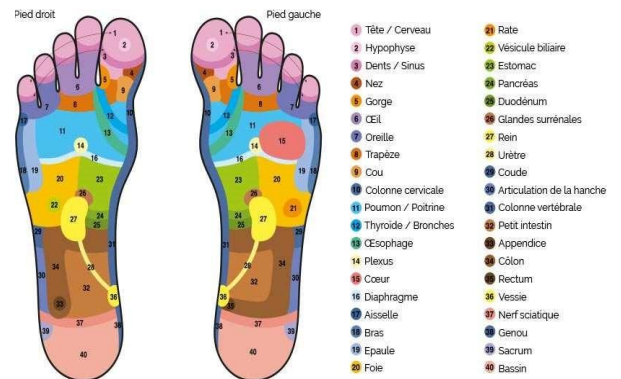 Pied droit
Pied gauche
1 Tête / Cerveau
2 Hypophyse
3 Dents / Sinus
4 Nez
5 Gorge
6 Œil
7 Oreille
8 Trapèze
9 Cou
10 Colonne cervicale
11 Poumon / Poitrine
12 Thyroïde / Bronches
13 Œsophage
14 Plexus
15 Cœur
16 Diaphragme
17 Aisselle
18 Bras
19 Epaule
20 Foie
21 Rate
22 Vésicule biliaire
23 Estomac
24 Pancréas
25 Duodénum
26 Glandes surrénales
27 Rein
28 Urètre
29 Coude
30 Articulation de la hanche
31 Colonne vertébrale
32 Petit intestin
33 Appendice
34 Côlon
35 Rectum
36 Vessie
37 Nerf sciatique
38 Genou
39 Sacrum
40 Bassin